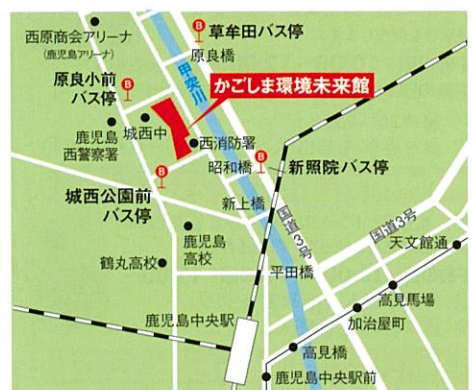 西原商会アリーナ
(鹿児島アリーナ)
B
草牟田バス停
原良橋
原良小前
バス停
B
甲突川
かごしま環境未来館
城西中
鹿児島
西警察署
西消防署
昭和橋
B
新照院バス停
B
城西公園前
バス停
新上橋
国道3号
国道3号
鹿児島
高校
天文館通
鶴丸高校
平田橋
高見馬場
鹿児島中央駅
加治屋町
高見橋
鹿児島中央駅前